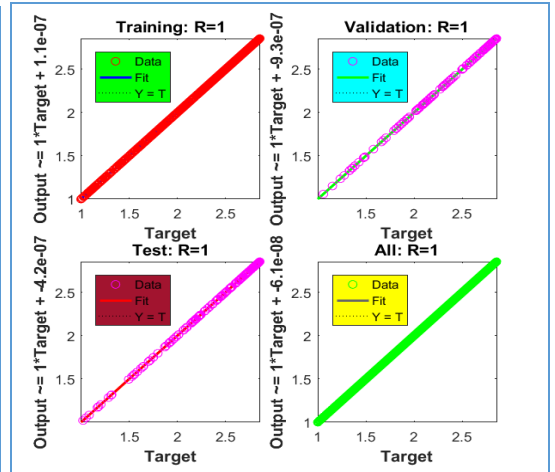 Training: R=1
Output ~= 1*Target + 1.1e-07
2.5
2
1.5
1
Data
Fit
Y = T
1
1.5
2
2.5
Target
Validation: R=1
Output ~= 1*Target + -9.3e-07
2.5
2
1.5
1
Data
Fit
Y = T
1.5
2
2.5
Target
Test: R=1
Output ~= 1*Target + -4.2e-07
2.5
2
1.5
1
Data
Fit
Y = T
1.5
2
2.5
Target
All: R=1
Output ~= 1*Target + -6.1e-08
2.5
2
1.5
1
Data
Fit
Y = T
1
1.5
2
2.5
Target